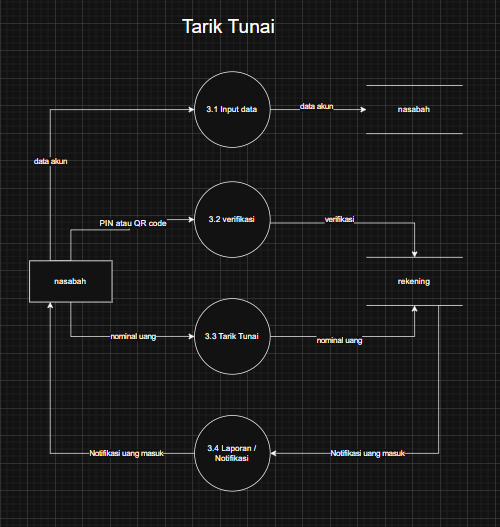 Tarik Tunai
3.1 Input data
data akun
nasabah
data akun
3.2 verifikasi
PIN atau QR code
verifikasi
nasabah
rekening
nominal uang
3.3 Tarik Tunai
nominal uang
3.4 Laporan /
Notifikasi
Notifikasi uang masuk
Notifikasi uang masuk